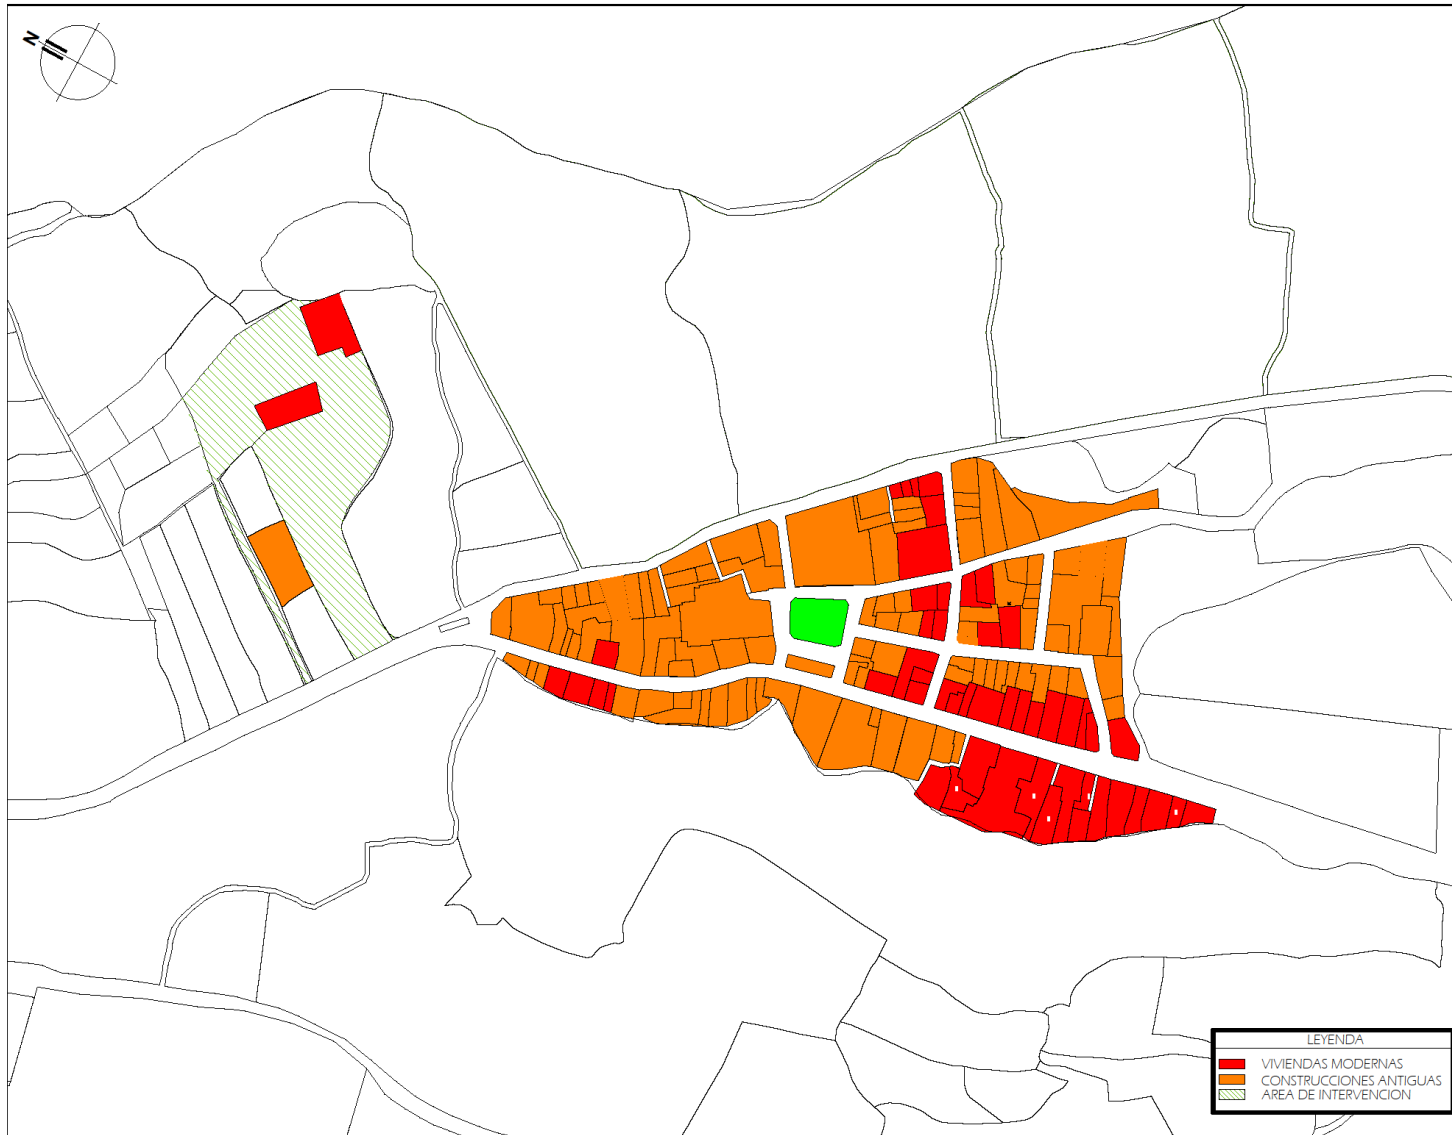 N
LEYENDA
VIVIENDAS MODERNAS
CONSTRUCCIONES ANTIGUAS
AREA DE INTERVENCION